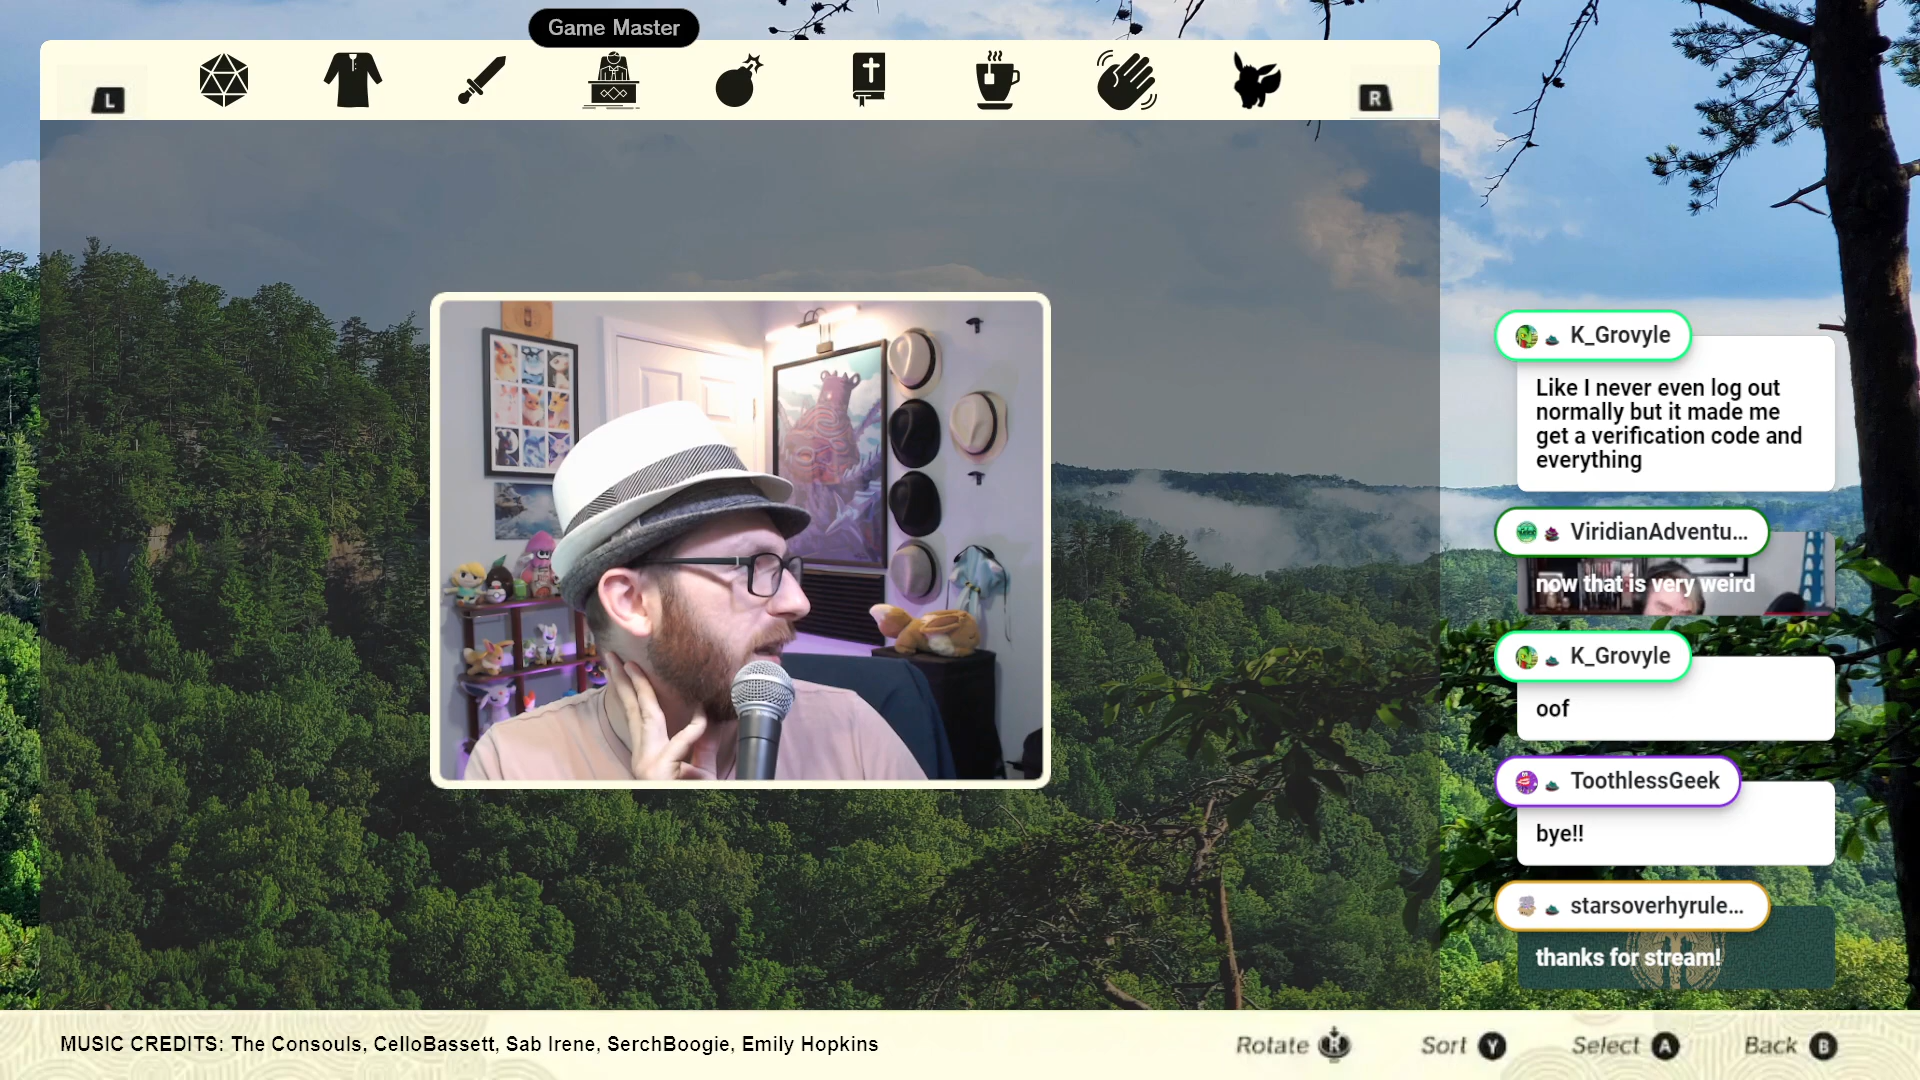 Game Master
L
R
K_Grovyle
Like I never even log out
normally but it made me
get a verification code and
everything
ViridianAdventu...
now that is very weird
K_Grovyle
oof
ToothlessGeek
bye!!
starsoverhyrule...
thanks for stream!
MUSIC CREDITS: The Consouls, CelloBassett, Sab Irene, SerchBoogie, Emily Hopkins
Rotate R
Sort Y
Select A
Back B